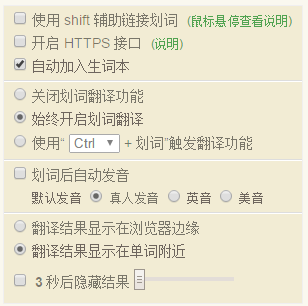 使用 shift 辅助链接划词 (鼠标悬停查看说明)
开启 HTTPS 接口 (说明)
自动加入生词本
关闭划词翻译功能
始终开启划词翻译
使用“ Ctrl + 划词”触发翻译功能
划词后自动发音
默认发音 真人发音 英音 美音
翻译结果显示在浏览器边缘
翻译结果显示在单词附近
3 秒后隐藏结果